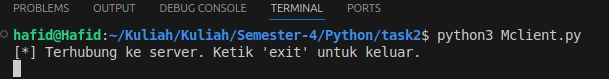 PROBLEMS OUTPUT DEBUG CONSOLE TERMINAL PORTS
hafid@Hafid:~/Kuliah/Kuliah/Semester-4/Python/task2$ python3 Mclient.py
[*] Terhubung ke server. Ketik 'exit' untuk keluar.